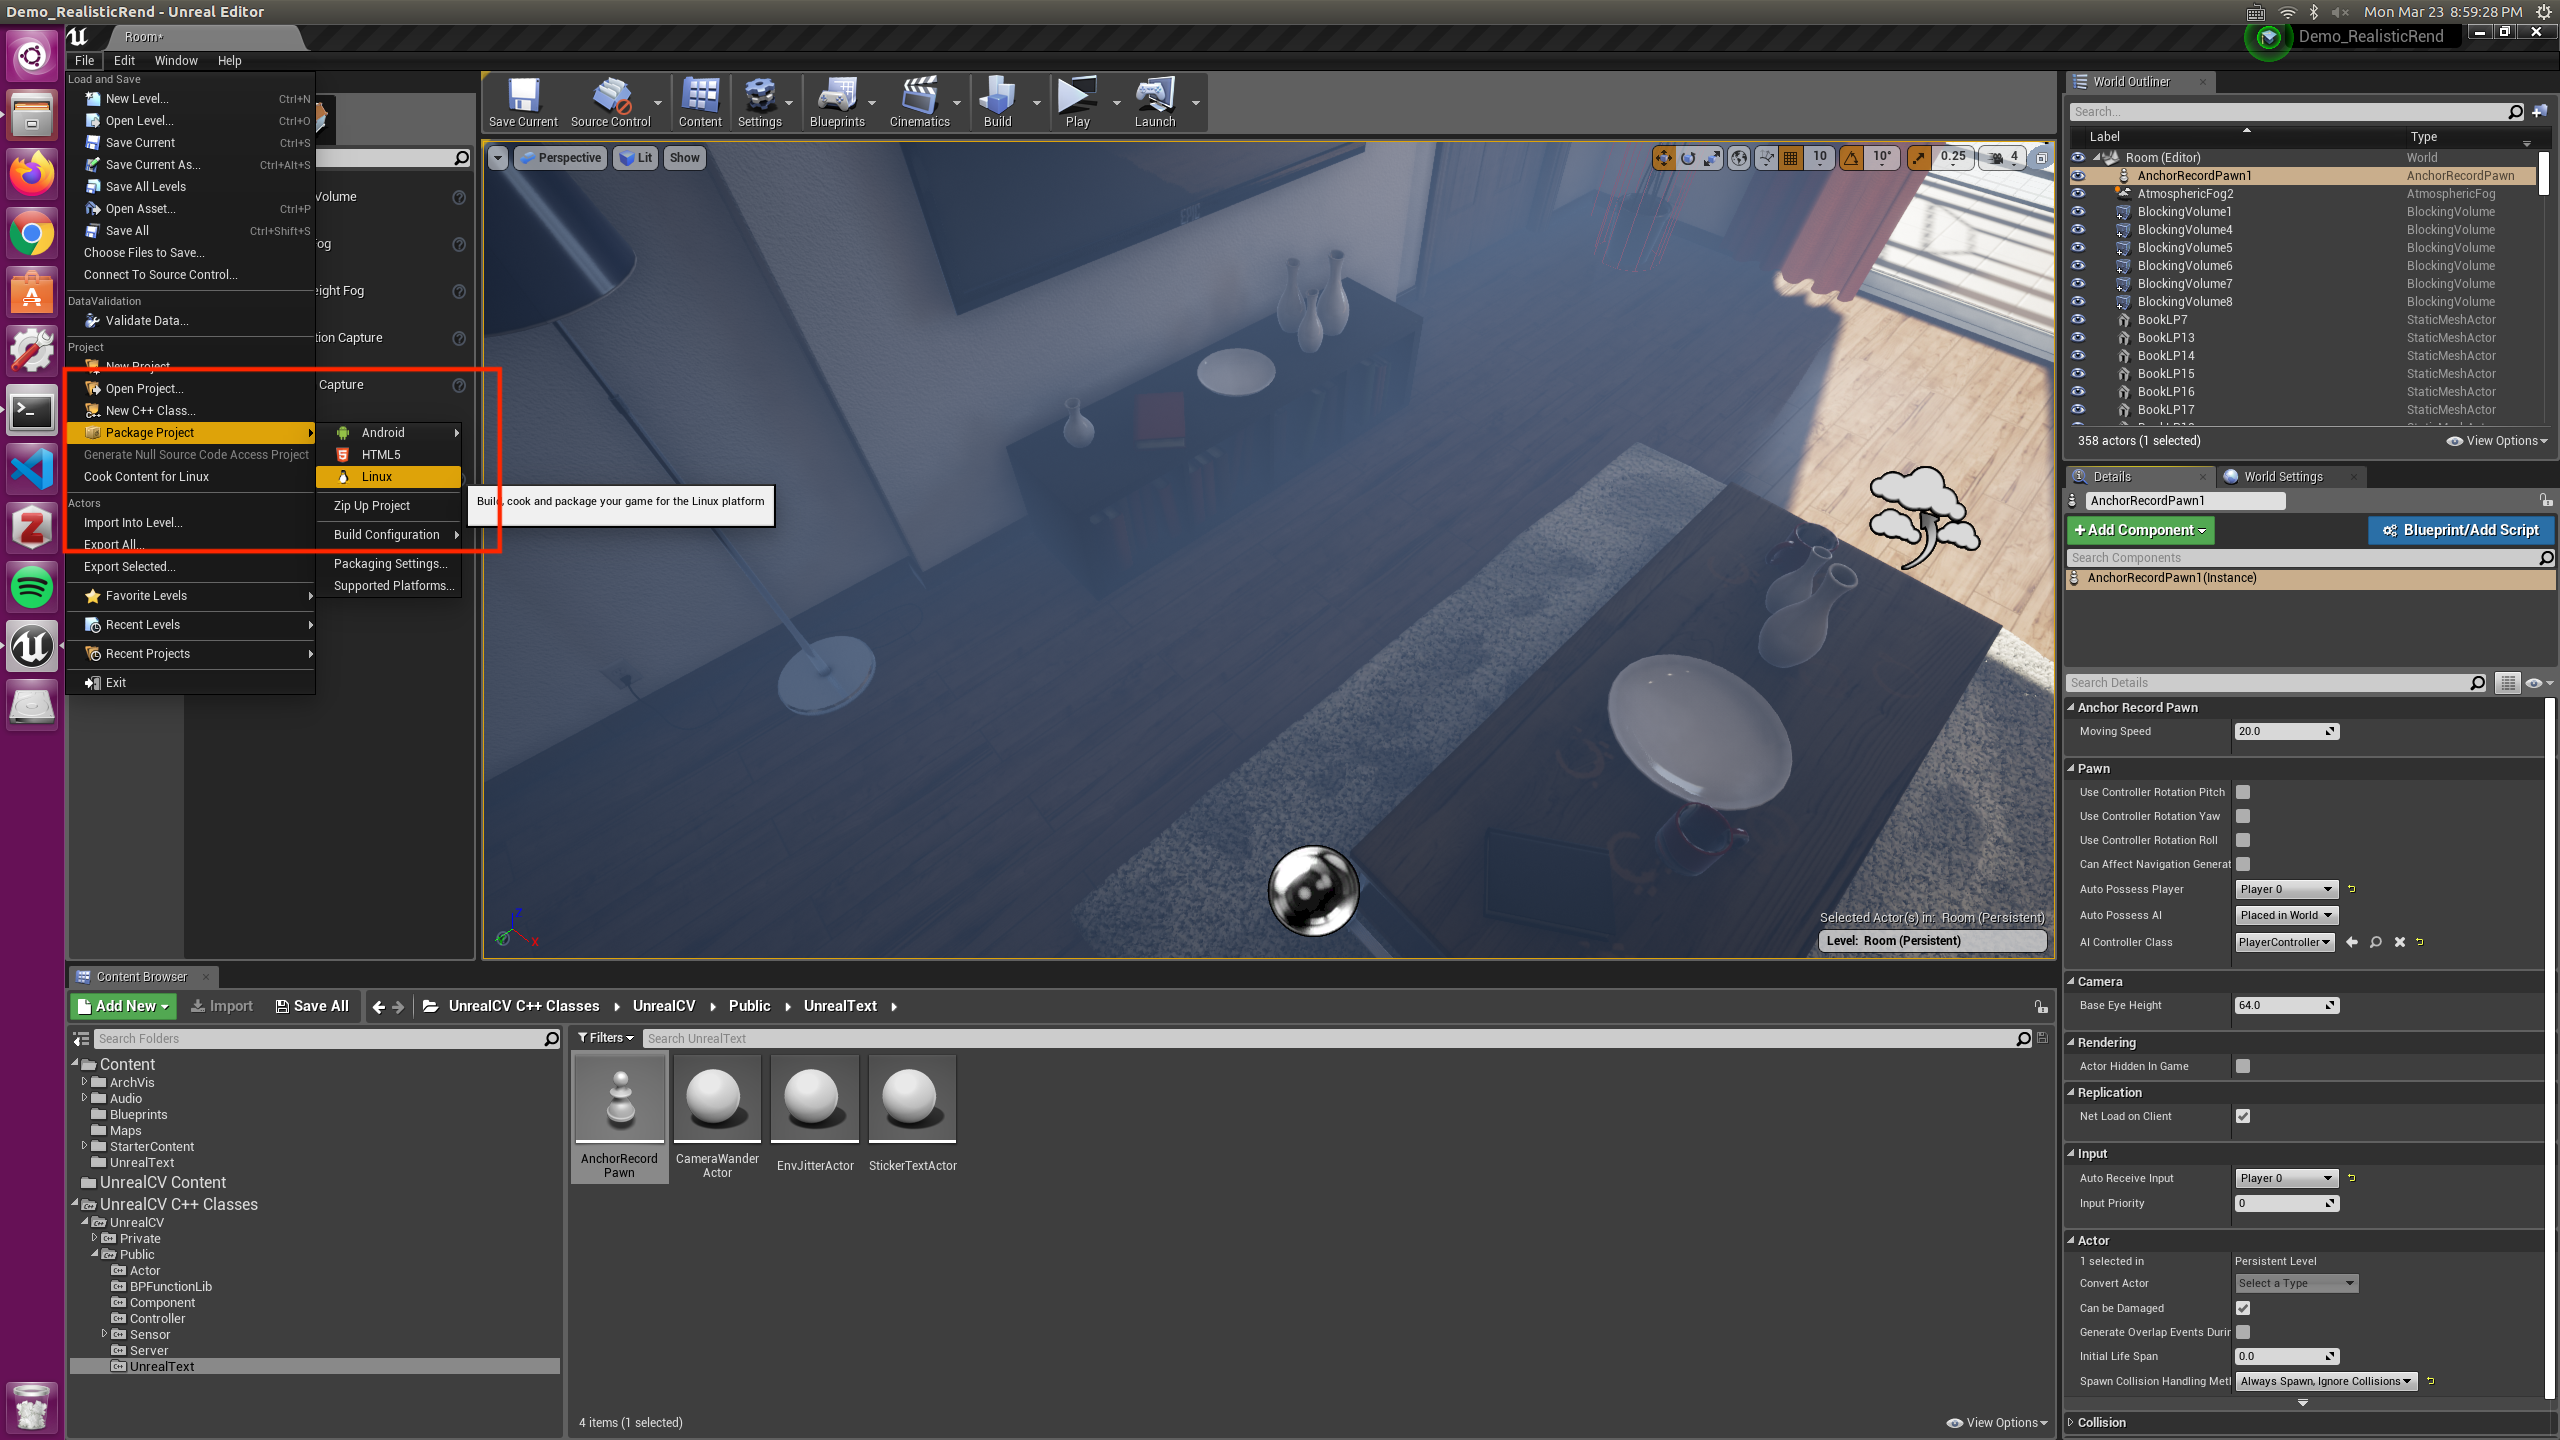 Demo_RealisticRend - Unreal Editor
Mon Mar 23 8:59:28 PM
Room*
Demo_RealisticRend
File Edit Window Help
Load and Save
New Level... Ctrl+N
Open Level... Ctrl+O
Save Current Ctrl+S
Save Current As... Ctrl+Alt+S
Save All Levels
Open Asset... Ctrl+P
Save All Ctrl+Shift+S
Choose Files to Save...
Connect To Source Control...
DataValidation
Validate Data...
Project
New Project
Open Project...
New C++ Class...
Package Project
Generate Null Source Code Access Project
Cook Content for Linux
Actors
Import Into Level...
Export All...
Export Selected...
Favorite Levels
Recent Levels
Recent Projects
Exit
Volume
og
eight Fog
tion Capture
Capture
Android
HTML5
Linux
Zip Up Project
Build Configuration
Packaging Settings...
Supported Platforms...
Build, cook and package your game for the Linux platform
Save Current Source Control Content Settings Blueprints Cinematics Build Play Launch
Perspective Lit Show
10 10° 0.25 4
Selected Actor(s) in: Room (Persistent)
Level: Room (Persistent)
World Outliner
Search...
Label Type
Room (Editor) World
AnchorRecordPawn1 AnchorRecordPawn
AtmosphericFog2 AtmosphericFog
BlockingVolume1 BlockingVolume
BlockingVolume4 BlockingVolume
BlockingVolume5 BlockingVolume
BlockingVolume6 BlockingVolume
BlockingVolume7 BlockingVolume
BlockingVolume8 BlockingVolume
BookLP7 StaticMeshActor
BookLP13 StaticMeshActor
BookLP14 StaticMeshActor
BookLP15 StaticMeshActor
BookLP16 StaticMeshActor
BookLP17 StaticMeshActor
358 actors (1 selected) View Options
Details World Settings
AnchorRecordPawn1
+Add Component Blueprint/Add Script
Search Components
AnchorRecordPawn1(Instance)
Search Details
Anchor Record Pawn
Moving Speed 20.0
Pawn
Use Controller Rotation Pitch
Use Controller Rotation Yaw
Use Controller Rotation Roll
Can Affect Navigation Generat
Auto Possess Player Player 0
Auto Possess AI Placed in World
AI Controller Class PlayerController
Camera
Base Eye Height 64.0
Rendering
Actor Hidden In Game
Replication
Net Load on Client
Input
Auto Receive Input Player 0
Input Priority 0
Actor
1 selected in Persistent Level
Convert Actor Select a Type
Can be Damaged
Generate Overlap Events Durin
Initial Life Span 0.0
Spawn Collision Handling Met Always Spawn, Ignore Collisions
Collision
Content Browser
Add New Import Save All UnrealCV C++ Classes UnrealCV Public UnrealText
Search Folders
Content
ArchVis
Audio
Blueprints
Maps
StarterContent
UnrealText
UnrealCV Content
UnrealCV C++ Classes
UnrealCV
Private
Public
Actor
BPFunctionLib
Component
Controller
Sensor
Server
UnrealText
Filters Search UnrealText
AnchorRecord
Pawn
CameraWander
Actor
EnvJitterActor
StickerTextActor
4 items (1 selected) View Options
Z
X